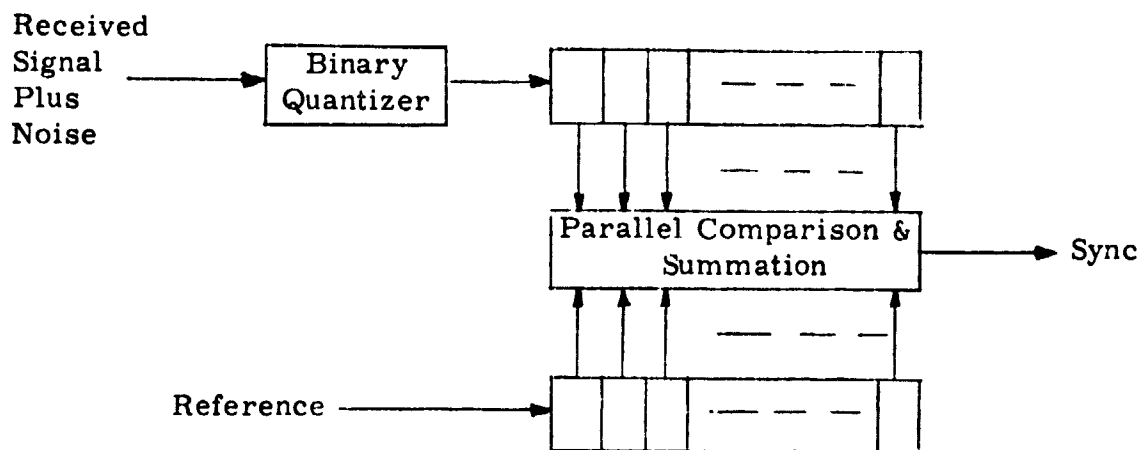 Received
Signal
Plus
Noise
Binary
Quantizer
Parallel Comparison &
Summation
Sync
Reference